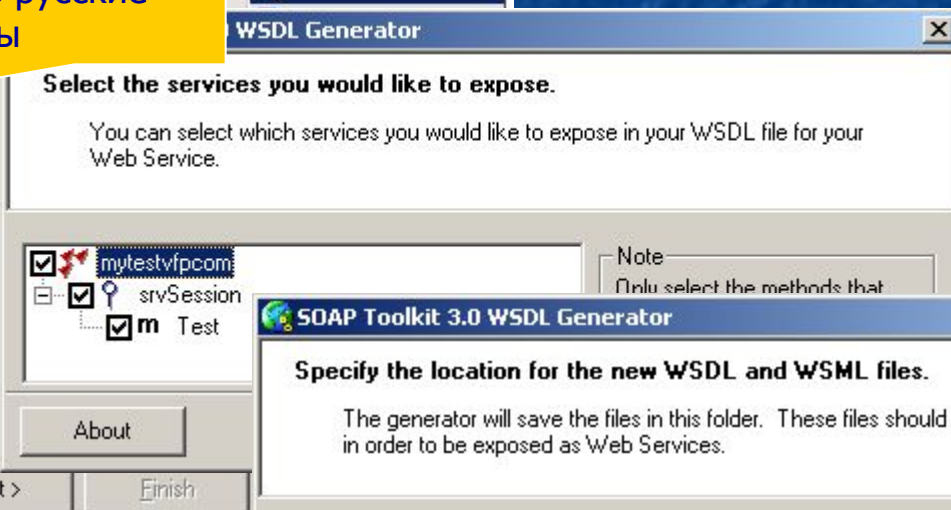 русские
WSDL Generator
Select the services you would like to expose.
You can select which services you would like to expose in your WSDL file for your
Web Service.
mytestvfpcom
srvSession
m Test
Note
Only select the methods that
SOAP Toolkit 3.0 WSDL Generator
Specify the location for the new WSDL and WSML files.
The generator will save the files in this folder. These files should
in order to be exposed as Web Services.
About
Finish